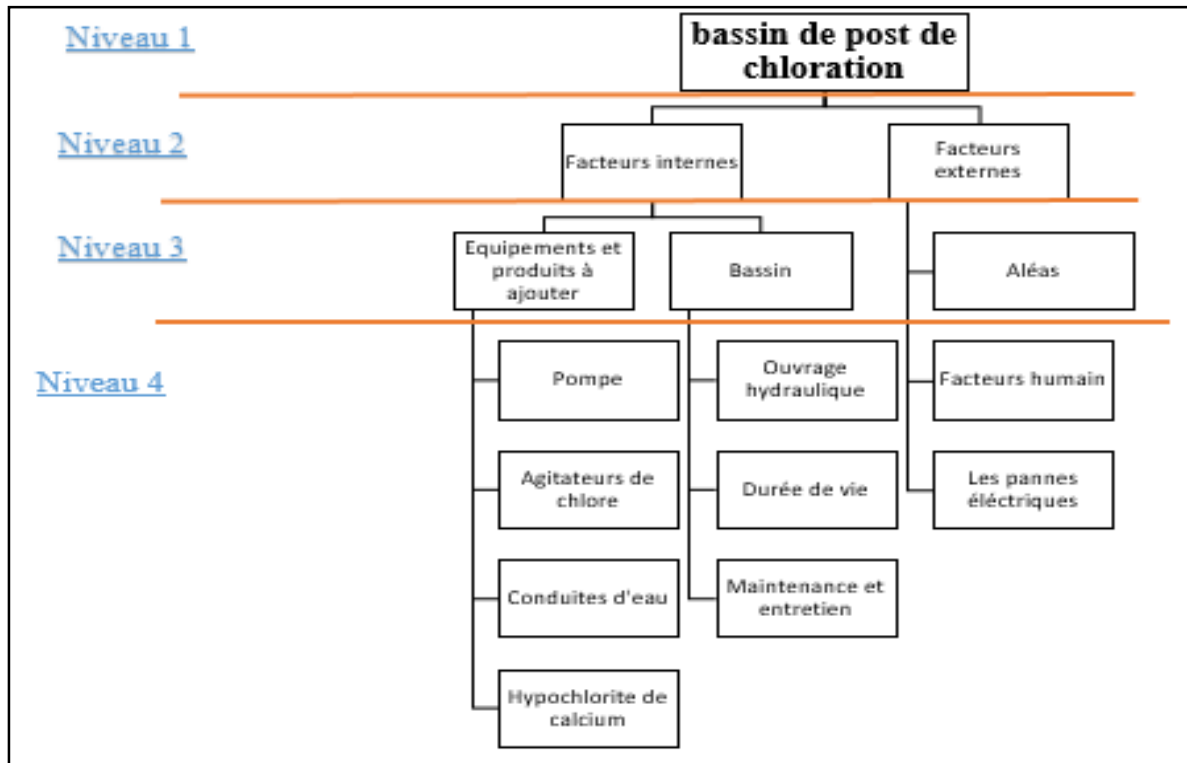 Niveau 1
bassin de post de
chloration
Niveau 2
Facteurs internes
Facteurs
externes
Niveau 3
Equipements et
produits à
ajouter
Bassin
Aléas
Niveau 4
Pompe
Ouvrage
hydraulique
Facteurs humain
Agitateurs de
chlore
Durée de vie
Les pannes
éléctriques
Conduites d'eau
Maintenance et
entretien
Hypochlorite de
calcium